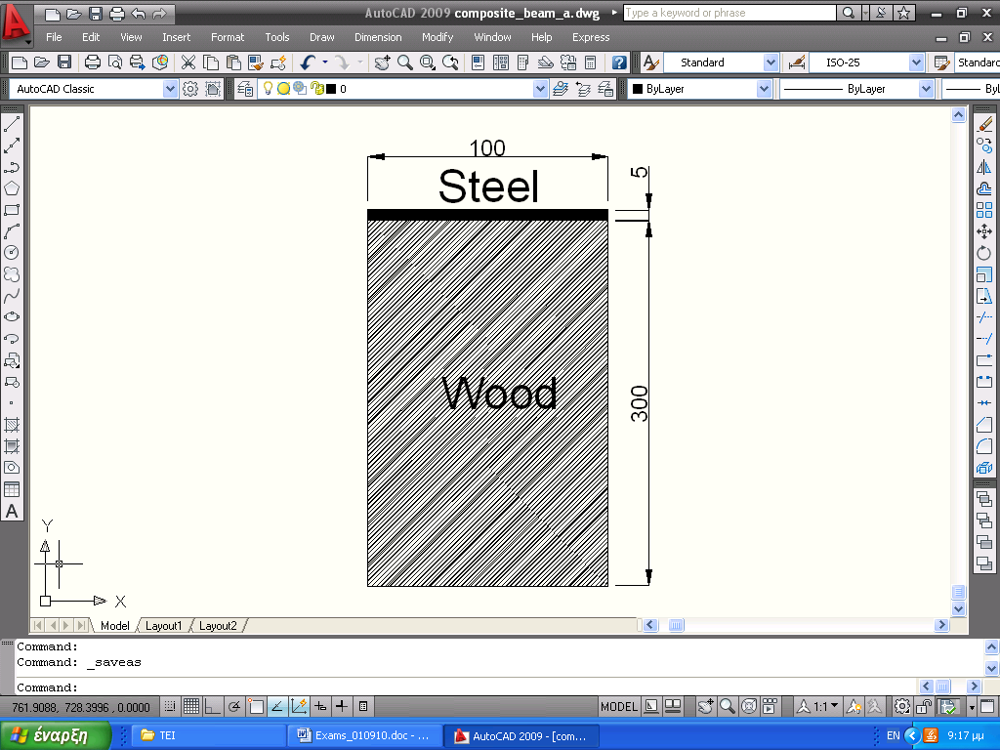 AutoCAD 2009 composite_beam_a.dwg
Type a keyword or phrase
File Edit View Insert Format Tools Draw Dimension Modify Window Help Express
Standard ISO-25 Standard
AutoCAD Classic 0 ByLayer ByLayer
100
Steel
5
Wood
300
Y
X
A
Model Layout1 Layout2
Command:
Command: _saveas
Command:
761.9088, 728.3996 , 0.0000 MODEL 1:1
έναρξη TEI Exams_010910.doc - ... AutoCAD 2009 - [com... EN 9:17 μμ